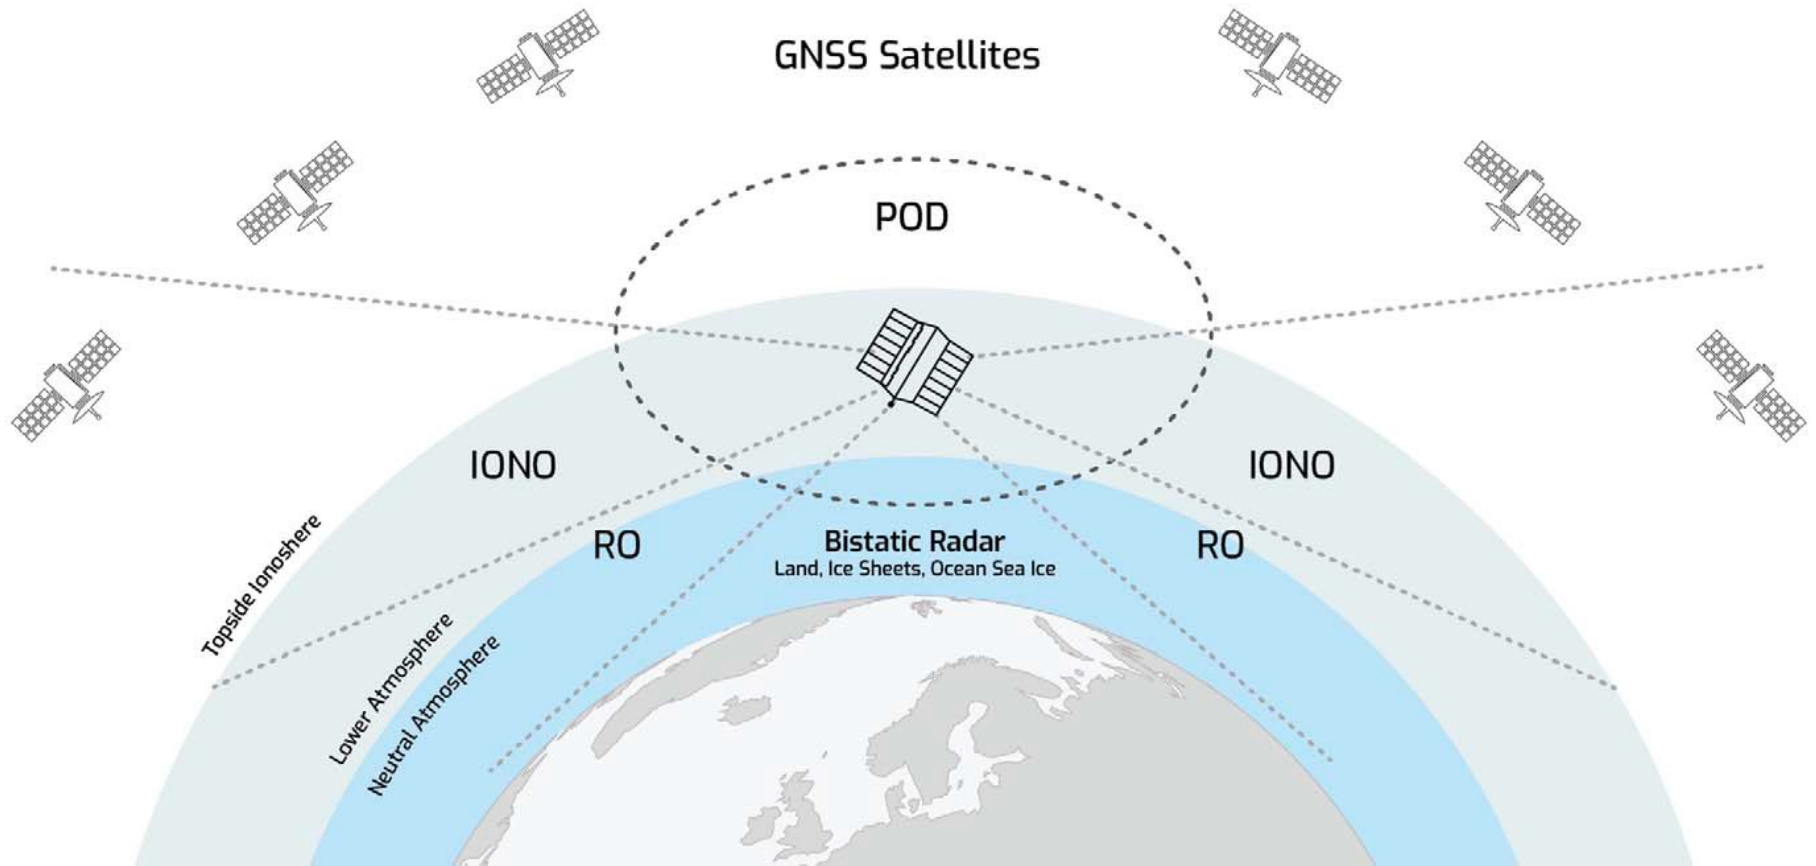 GNSS Satellites
POD
IONO
IONO
RO
Bistatic Radar
RO
Land, Ice Sheets, Ocean Sea Ice
Topside Ionoshere
Lower Atmosphere
Neutral Atmosphere